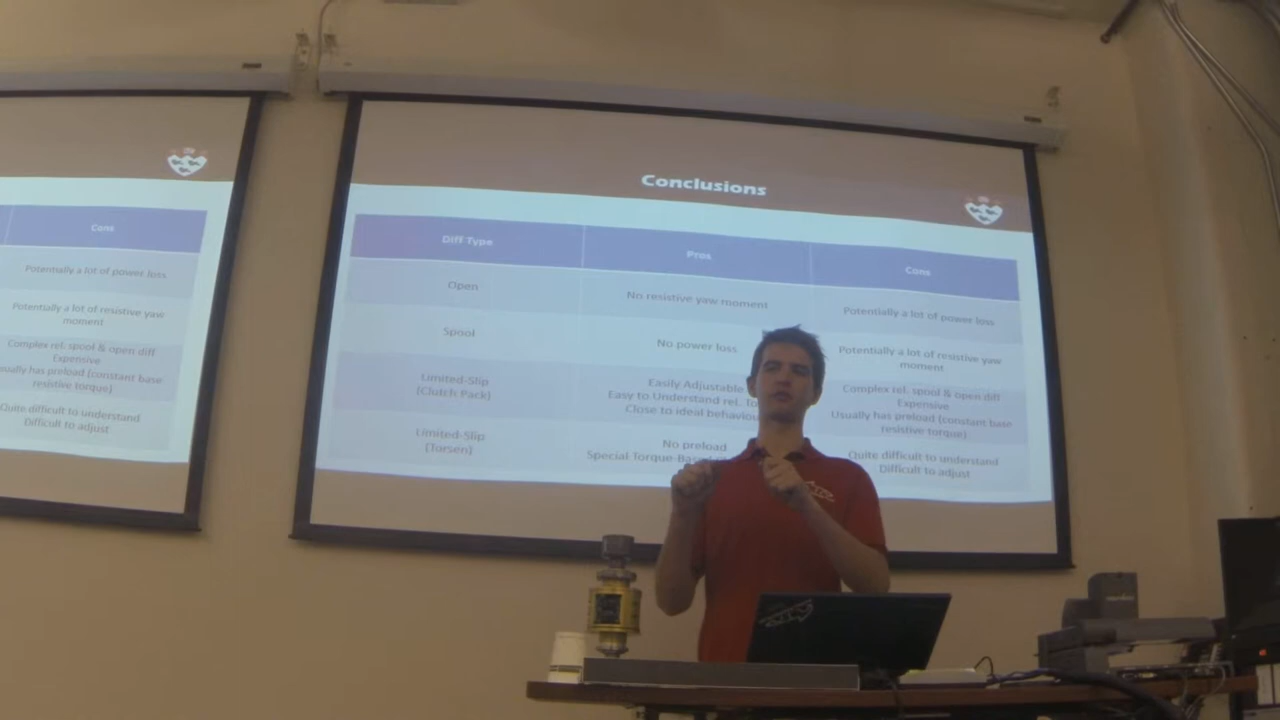 Cons
Potentially a lot of power loss
Potentially a lot of resistive yaw
moment
Complex rel. spool & open diff
Expensive
usually has preload (constant base
resistive torque)
Quite difficult to understand
Difficult to adjust
Conclusions
Diff Type
Pros
Cons
Open
No resistive yaw moment
Potentially a lot of power loss
Spool
No power loss
Potentially a lot of resistive yaw
moment
Limited-Slip
(Clutch Pack)
Easily Adjustable
Easy to Understand rel.
Close to ideal
Complex rel. spool & open diff
Expensive
Usually has preload (constant base
resistive torque)
Limited-Slip
(Torsen)
No preload
Special
Quite difficult to understand
Difficult to adjust